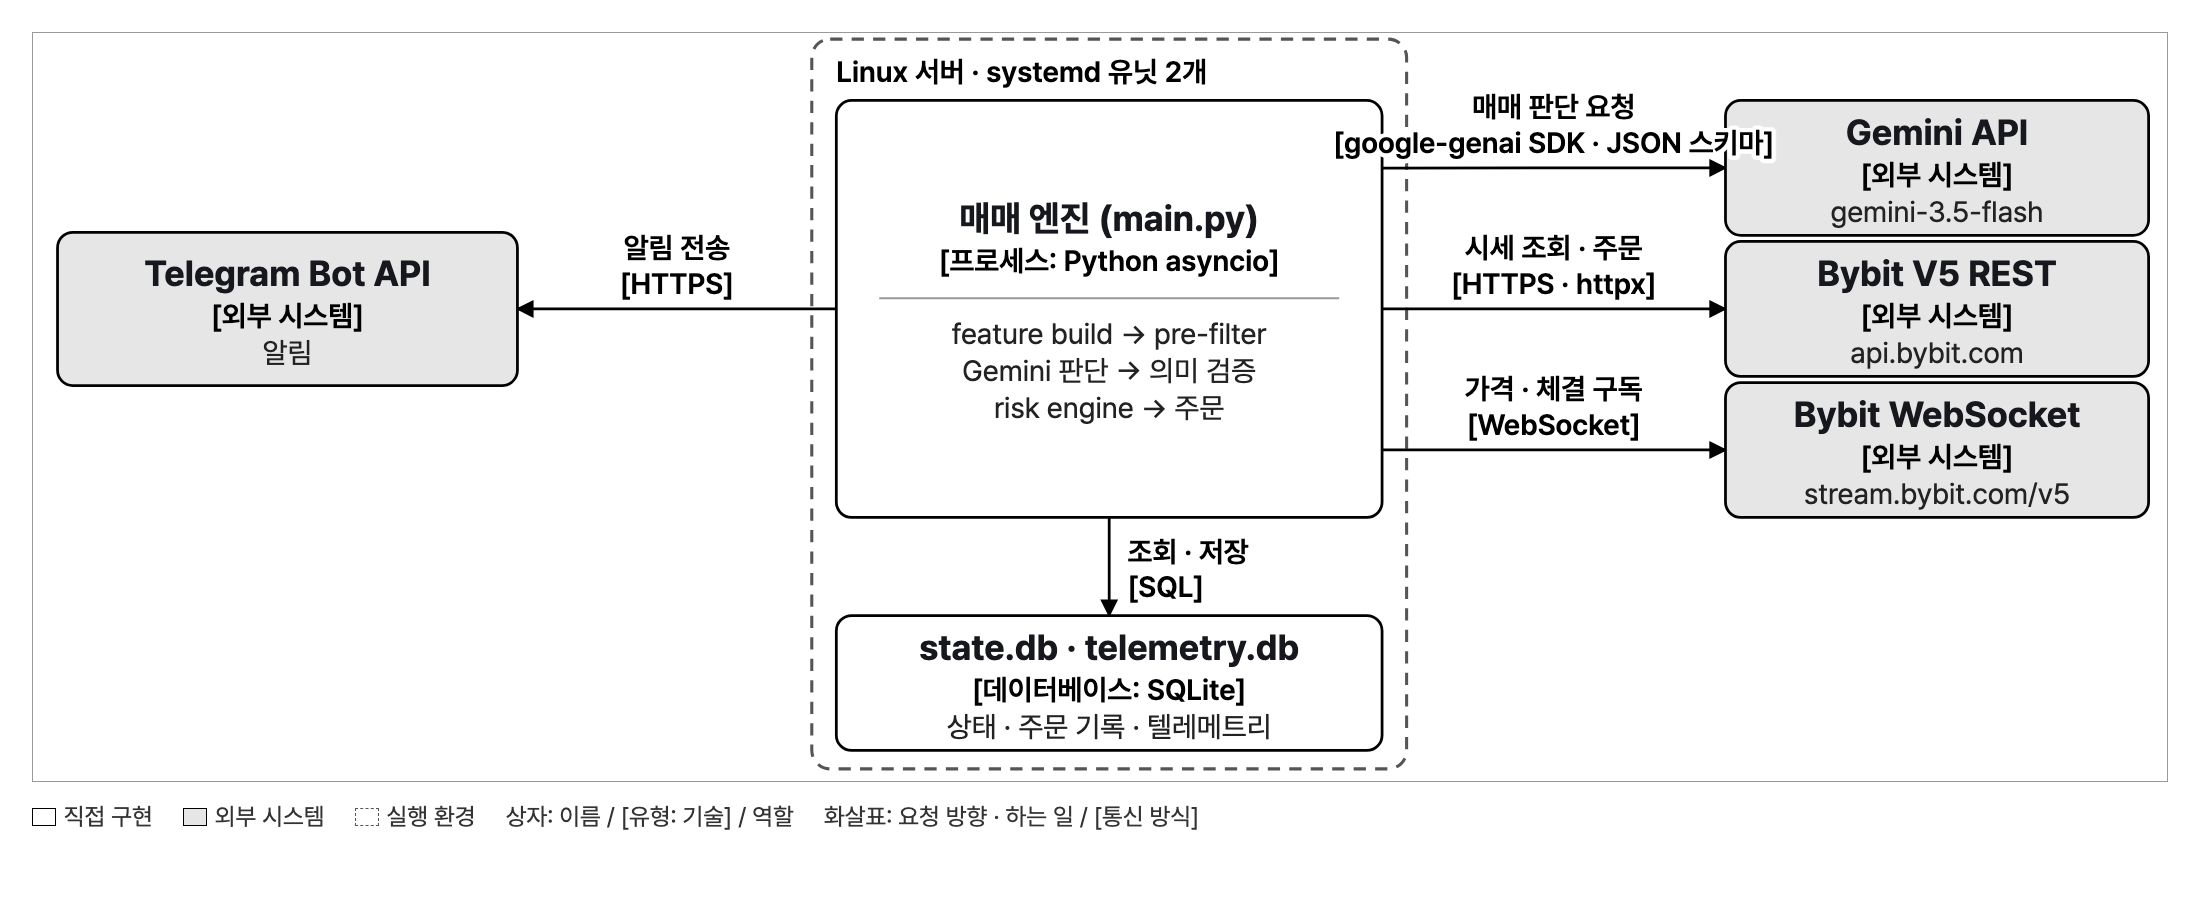 Linux 서버 · systemd 유닛 2개
매매 엔진 (main.py)
[프로세스: Python asyncio]
feature build → pre-filter
Gemini 판단 → 의미 검증
risk engine → 주문
매매 판단 요청
[google-genai SDK · JSON 스키마]
Gemini API
[외부 시스템]
gemini-3.5-flash
알림 전송
[HTTPS]
Telegram Bot API
[외부 시스템]
알림
시세 조회 · 주문
[HTTPS · httpx]
Bybit V5 REST
[외부 시스템]
api.bybit.com
가격 · 체결 구독
[WebSocket]
Bybit WebSocket
[외부 시스템]
stream.bybit.com/v5
조회 · 저장
[SQL]
state.db · telemetry.db
[데이터베이스: SQLite]
상태 · 주문 기록 · 텔레메트리
직접 구현 외부 시스템 실행 환경 상자: 이름 / [유형: 기술] / 역할 화살표: 요청 방향 · 하는 일 / [통신 방식]